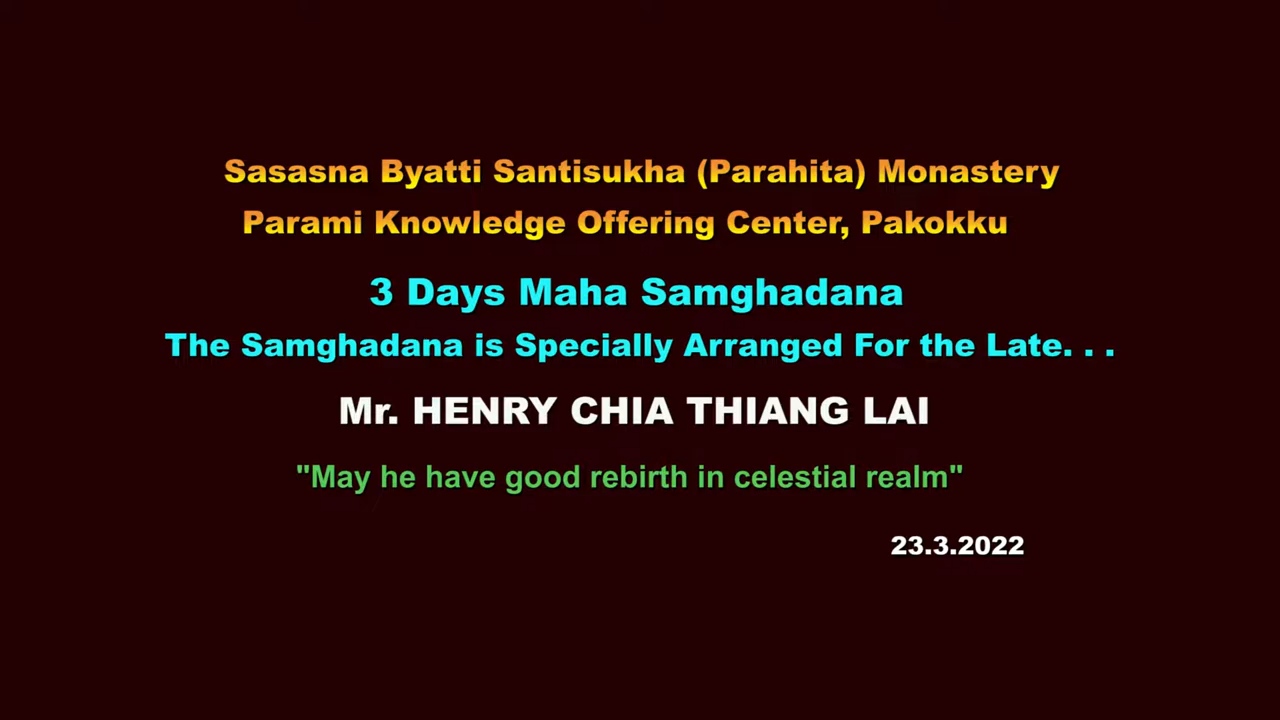 Sasasna Byatti Santisukha (Parahita) Monastery
Parami Knowledge Offering Center, Pakokku
3 Days Maha Samghadana
The Samghadana is Specially Arranged For the Late. . .
Mr. HENRY CHIA THIANG LAI
"May he have good rebirth in celestial realm"
23.3.2022